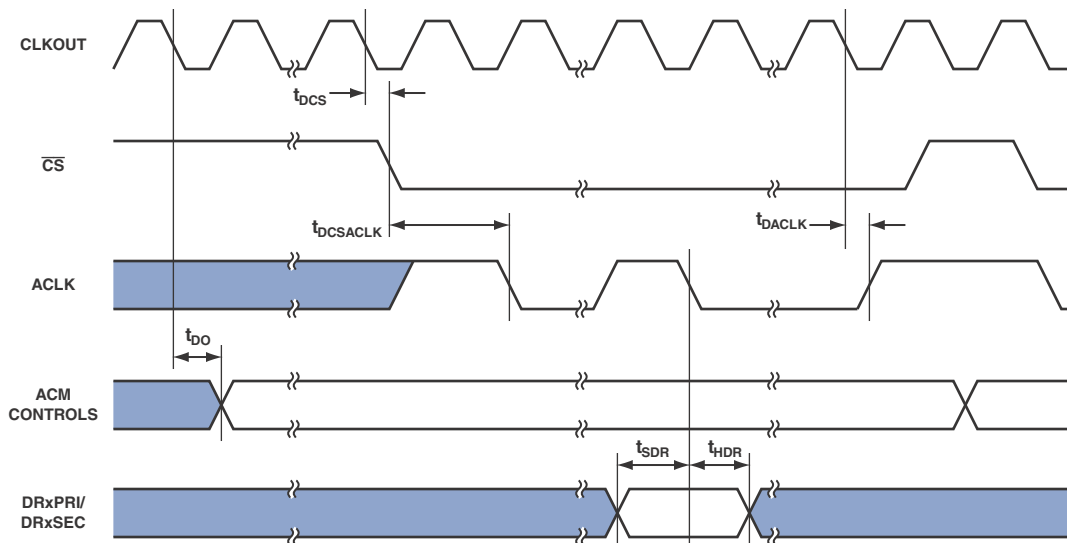 CLKOUT
tDCS
CS
tDCSACLK
tDACLK
ACLK
tDO
ACM
CONTROLS
tSDR
tHDR
DRxPRI/
DRxSEC